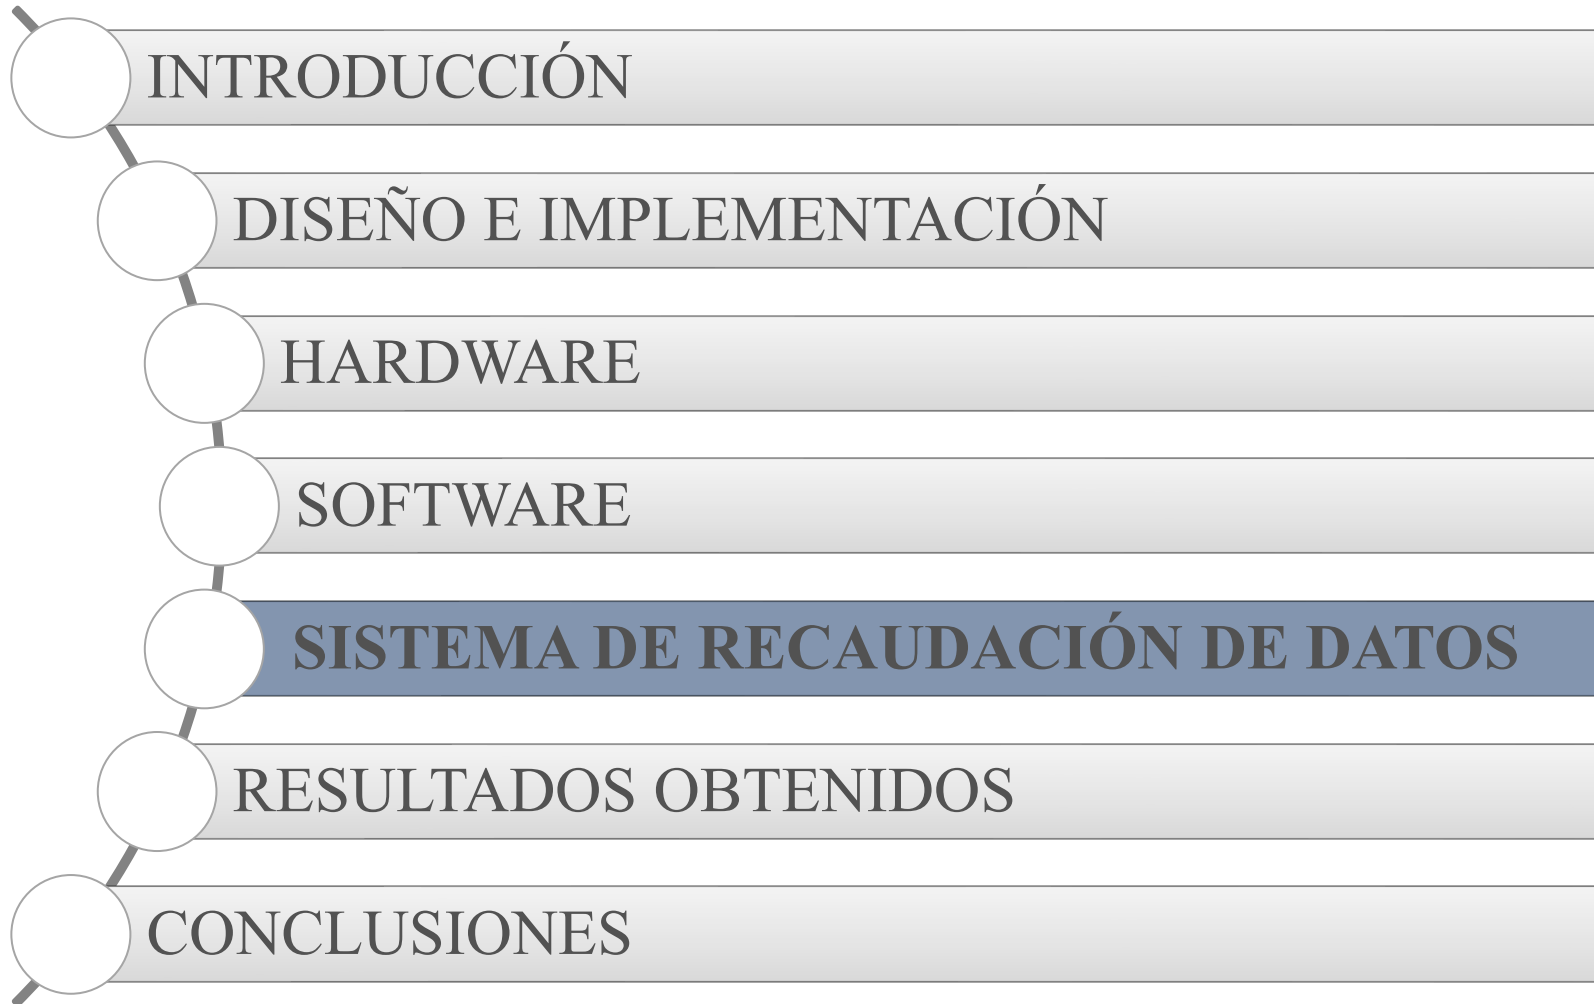 INTRODUCCIÓN
DISEÑO E IMPLEMENTACIÓN
HARDWARE
SOFTWARE
SISTEMA DE RECAUDACIÓN DE DATOS
RESULTADOS OBTENIDOS
CONCLUSIONES